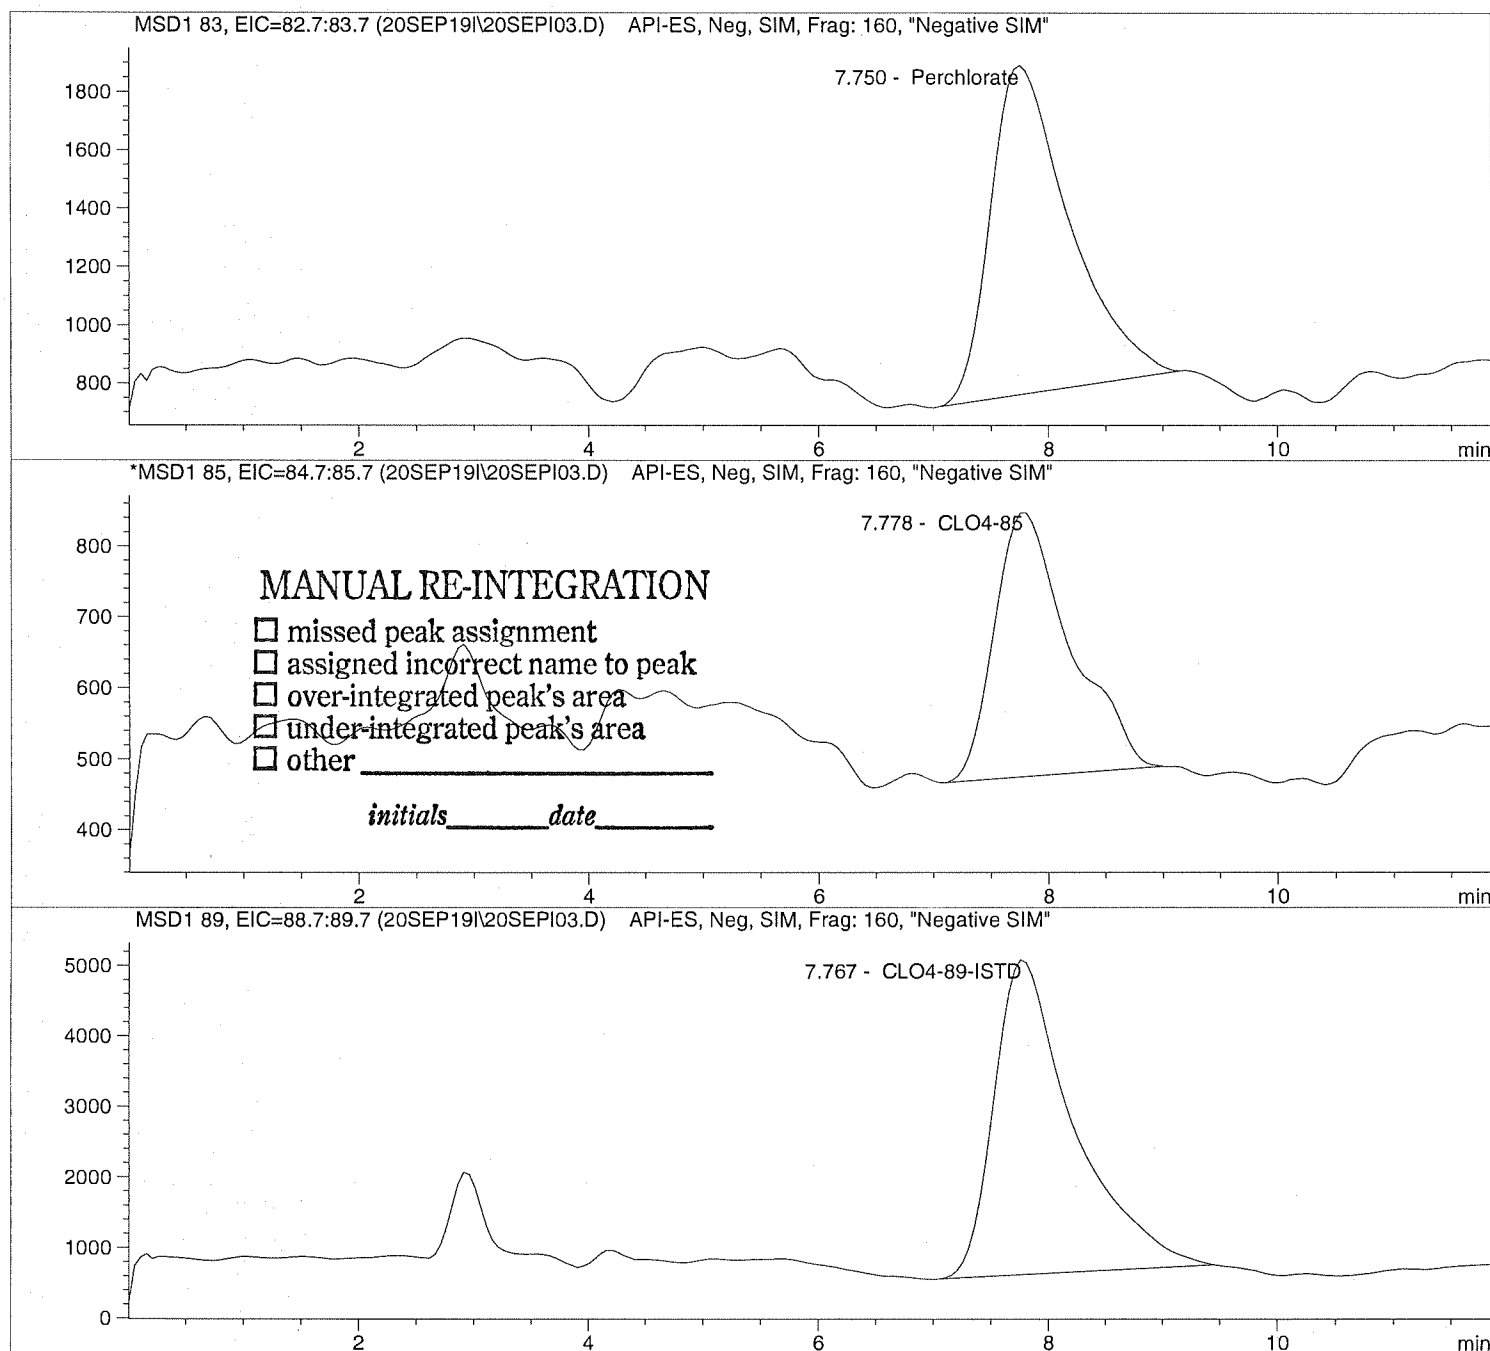 MSD1 83, EIC=82.7:83.7 (20SEP19I\20SEPI03.D) API-ES, Neg, SIM, Frag: 160, "Negative SIM"
7.750 - Perchlorate
1800
1600
1400
1200
1000
800
2 4 6 8 10 min
*MSD1 85, EIC=84.7:85.7 (20SEP19I\20SEPI03.D) API-ES, Neg, SIM, Frag: 160, "Negative SIM"
7.778 - CLO4-85
800
700
600
500
400
MANUAL RE-INTEGRATION
missed peak assignment
assigned incorrect name to peak
over-integrated peak's area
under-integrated peak's area
other
initials date
2 4 6 8 10 min
MSD1 89, EIC=88.7:89.7 (20SEP19I\20SEPI03.D) API-ES, Neg, SIM, Frag: 160, "Negative SIM"
7.767 - CLO4-89-ISTD
5000
4000
3000
2000
1000
0
2 4 6 8 10 min